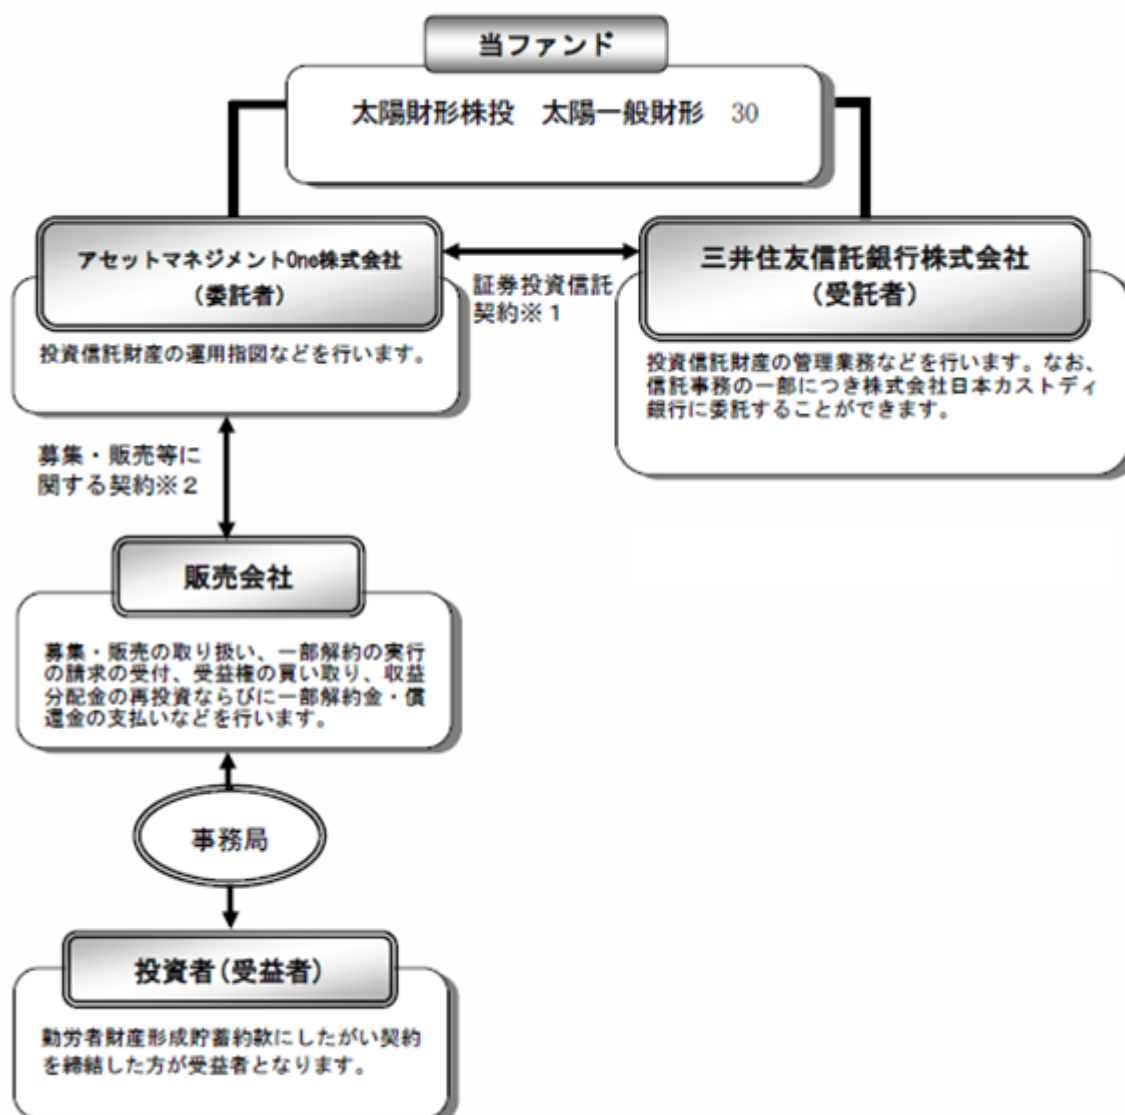 当ファンド
太陽財形株投　太陽一般財形　30
アセットマネジメントOne株式会社
（委託者）
投資信託財産の運用指図などを行います。
証券投資信託
契約※1
三井住友信託銀行株式会社
（受託者）
投資信託財産の管理業務などを行います。なお、
信託事務の一部につき株式会社日本カストディ
銀行に委託することができます。
募集・販売等に
関する契約※2
販売会社
募集・販売の取り扱い、一部解約の実行
の請求の受付、受益権の買い取り、収益
分配金の再投資ならびに一部解約金・償
還金の支払いなどを行います。
事務局
投資者(受益者)
勤労者財産形成貯蓄約款にしたがい契約
を締結した方が受益者となります。